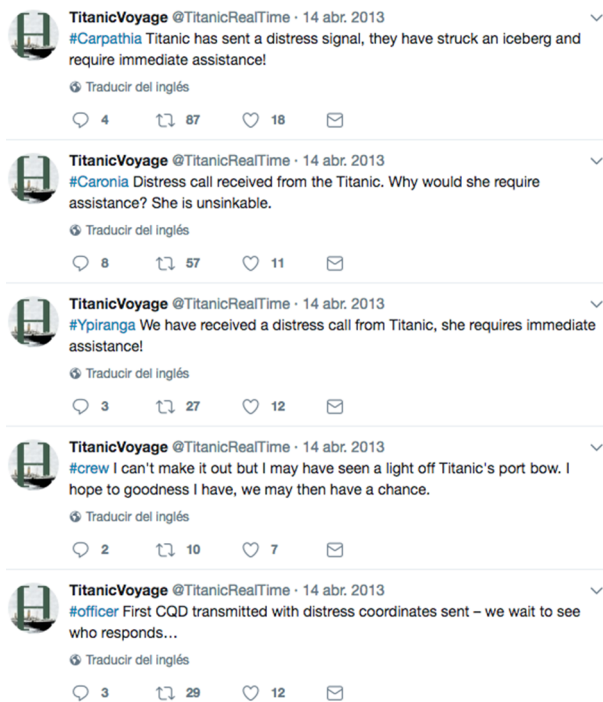 TitanicVoyage @TitanicRealTime · 14 abr. 2013
#Carpathia Titanic has sent a distress signal, they have struck an iceberg and
require immediate assistance!
Traducir del inglés
4 87 18
TitanicVoyage @TitanicRealTime · 14 abr. 2013
#Caronia Distress call received from the Titanic. Why would she require
assistance? She is unsinkable.
Traducir del inglés
8 57 11
TitanicVoyage @TitanicRealTime · 14 abr. 2013
#Ypiranga We have received a distress call from Titanic, she requires immediate
assistance!
Traducir del inglés
3 27 12
TitanicVoyage @TitanicRealTime · 14 abr. 2013
#crew I can't make it out but I may have seen a light off Titanic's port bow. I
hope to goodness I have, we may then have a chance.
Traducir del inglés
2 10 7
TitanicVoyage @TitanicRealTime · 14 abr. 2013
#officer First CQD transmitted with distress coordinates sent – we wait to see
who responds…
Traducir del inglés
3 29 12